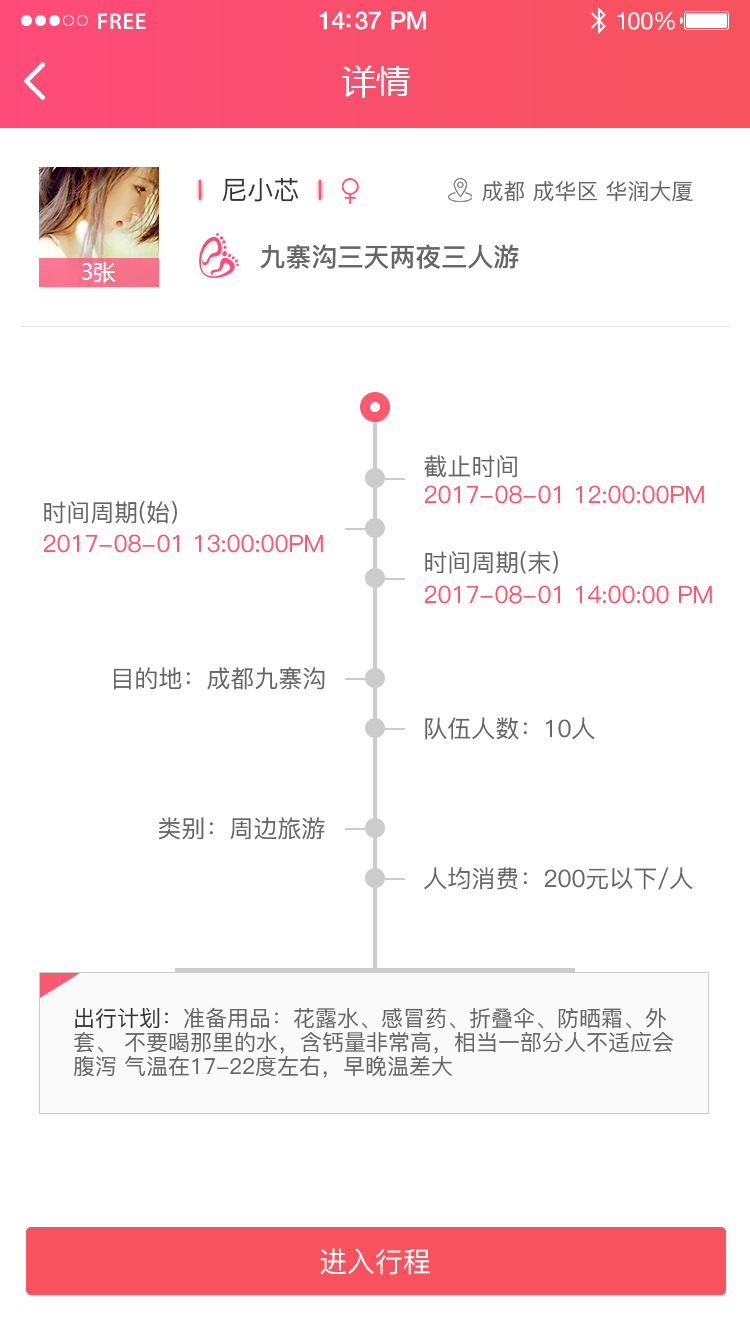 FREE
14:37 PM
100%
详情
尼小芯
成都 成华区 华润大厦
九寨沟三天两夜三人游
3张
截止时间
2017-08-01 12:00:00PM
时间周期(始)
2017-08-01 13:00:00PM
时间周期(末)
2017-08-01 14:00:00 PM
目的地：成都九寨沟
队伍人数：10人
类别：周边旅游
人均消费：200元以下/人
出行计划：准备用品：花露水、感冒药、折叠伞、防晒霜、外
套、 不要喝那里的水，含钙量非常高，相当一部分人不适应会
腹泻 气温在17-22度左右，早晚温差大
进入行程